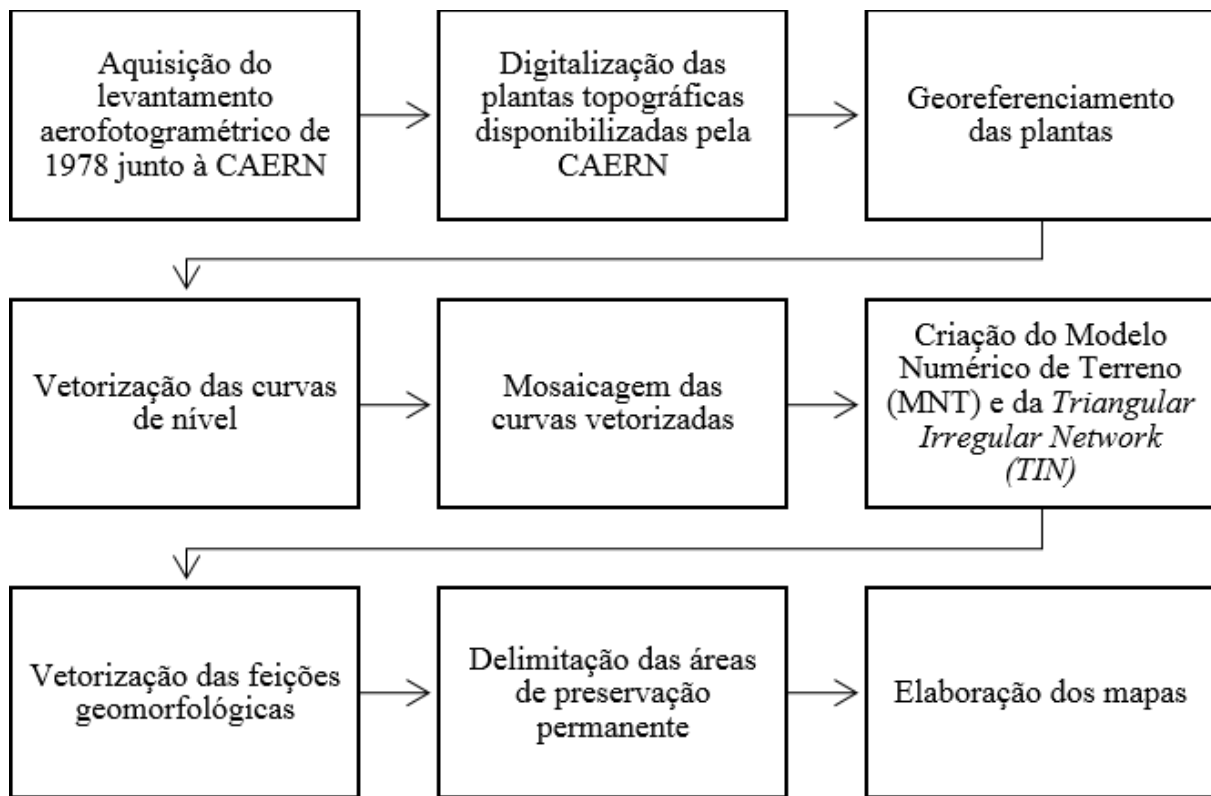 Aquisição do
levantamento
aerofotogramétrico de
1978 junto à CAERN
Digitalização das
plantas topográficas
disponibilizadas pela
CAERN
Georeferenciamento
das plantas
Vetorização das curvas
de nível
Mosaicagem das
curvas vetorizadas
Criação do Modelo
Numérico de Terreno
(MNT) e da Triangular
Irregular Network
(TIN)
Vetorização das feições
geomorfológicas
Delimitação das áreas
de preservação
permanente
Elaboração dos mapas